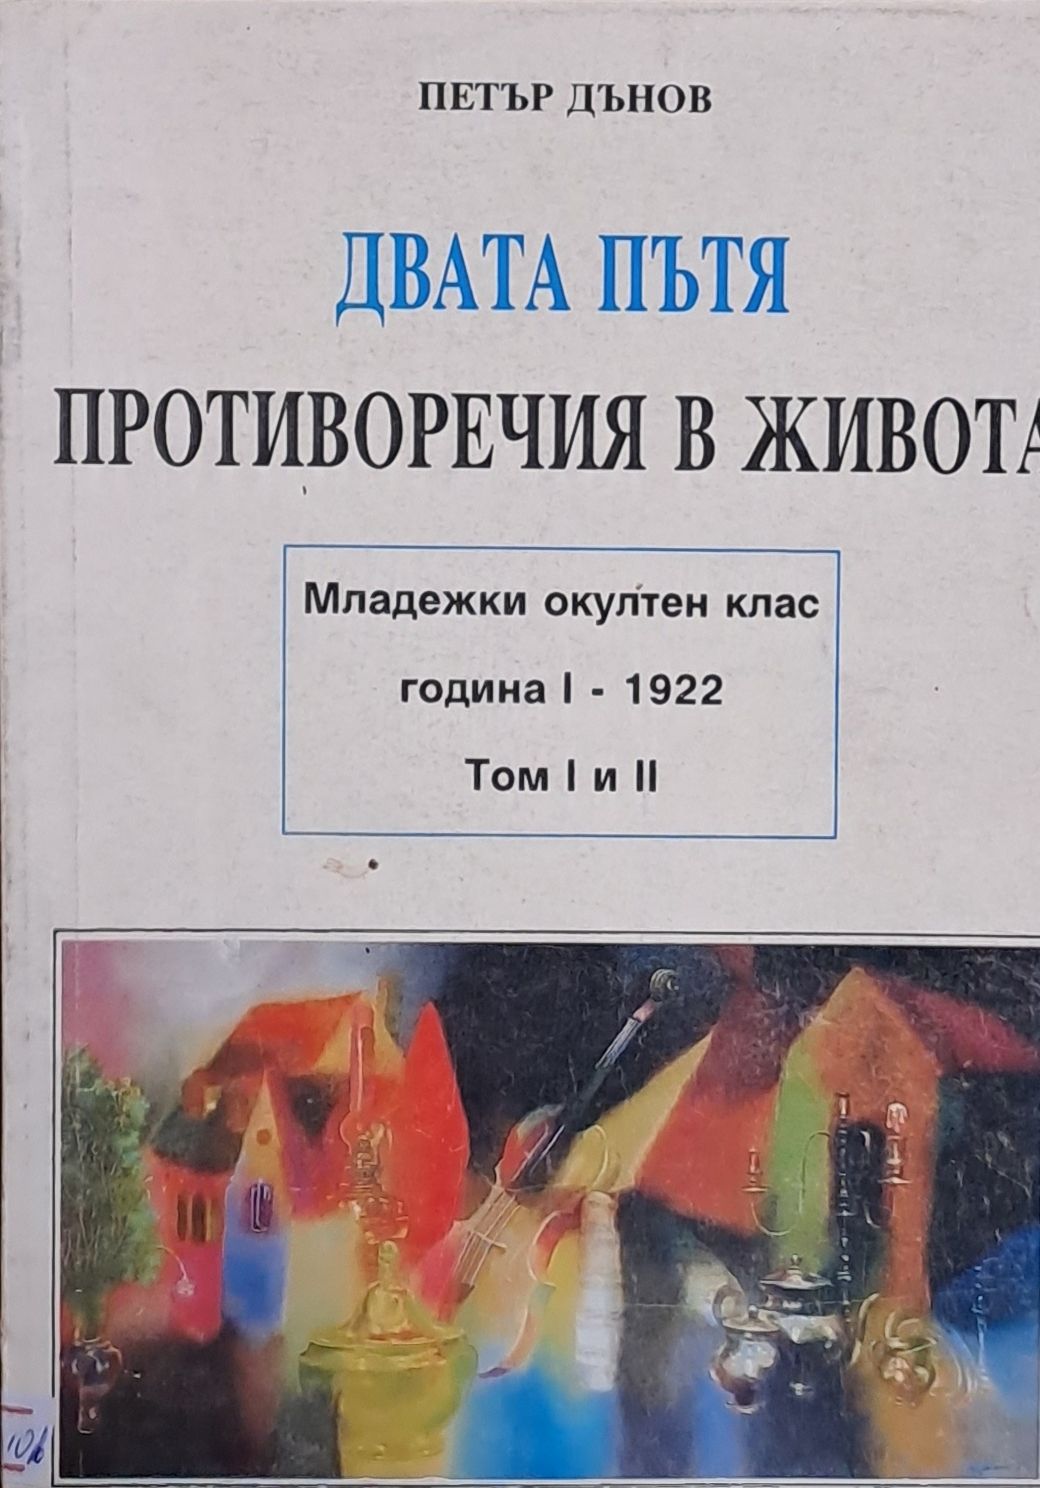 ПЕТЪР ДЪНОВ
ДВАТА ПЪТЯ
ПРОТИВОРЕЧИЯ В ЖИВОТА
Младежки окултен клас
година I - 1922
Том I и II